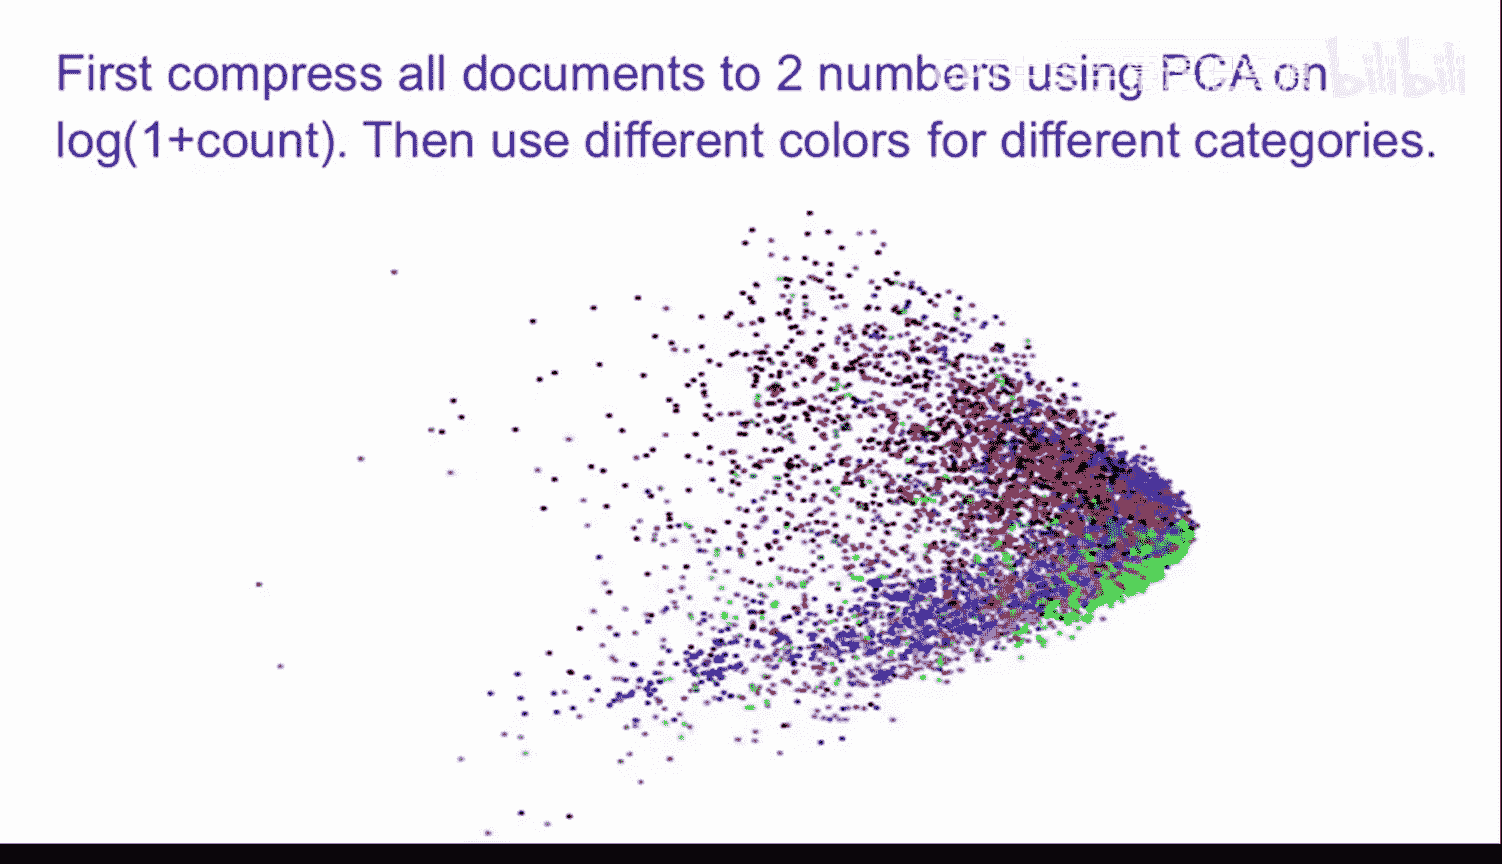 First compress all documents to 2 numbers using PCA on
log(1+count). Then use different colors for different categories.
bilibili